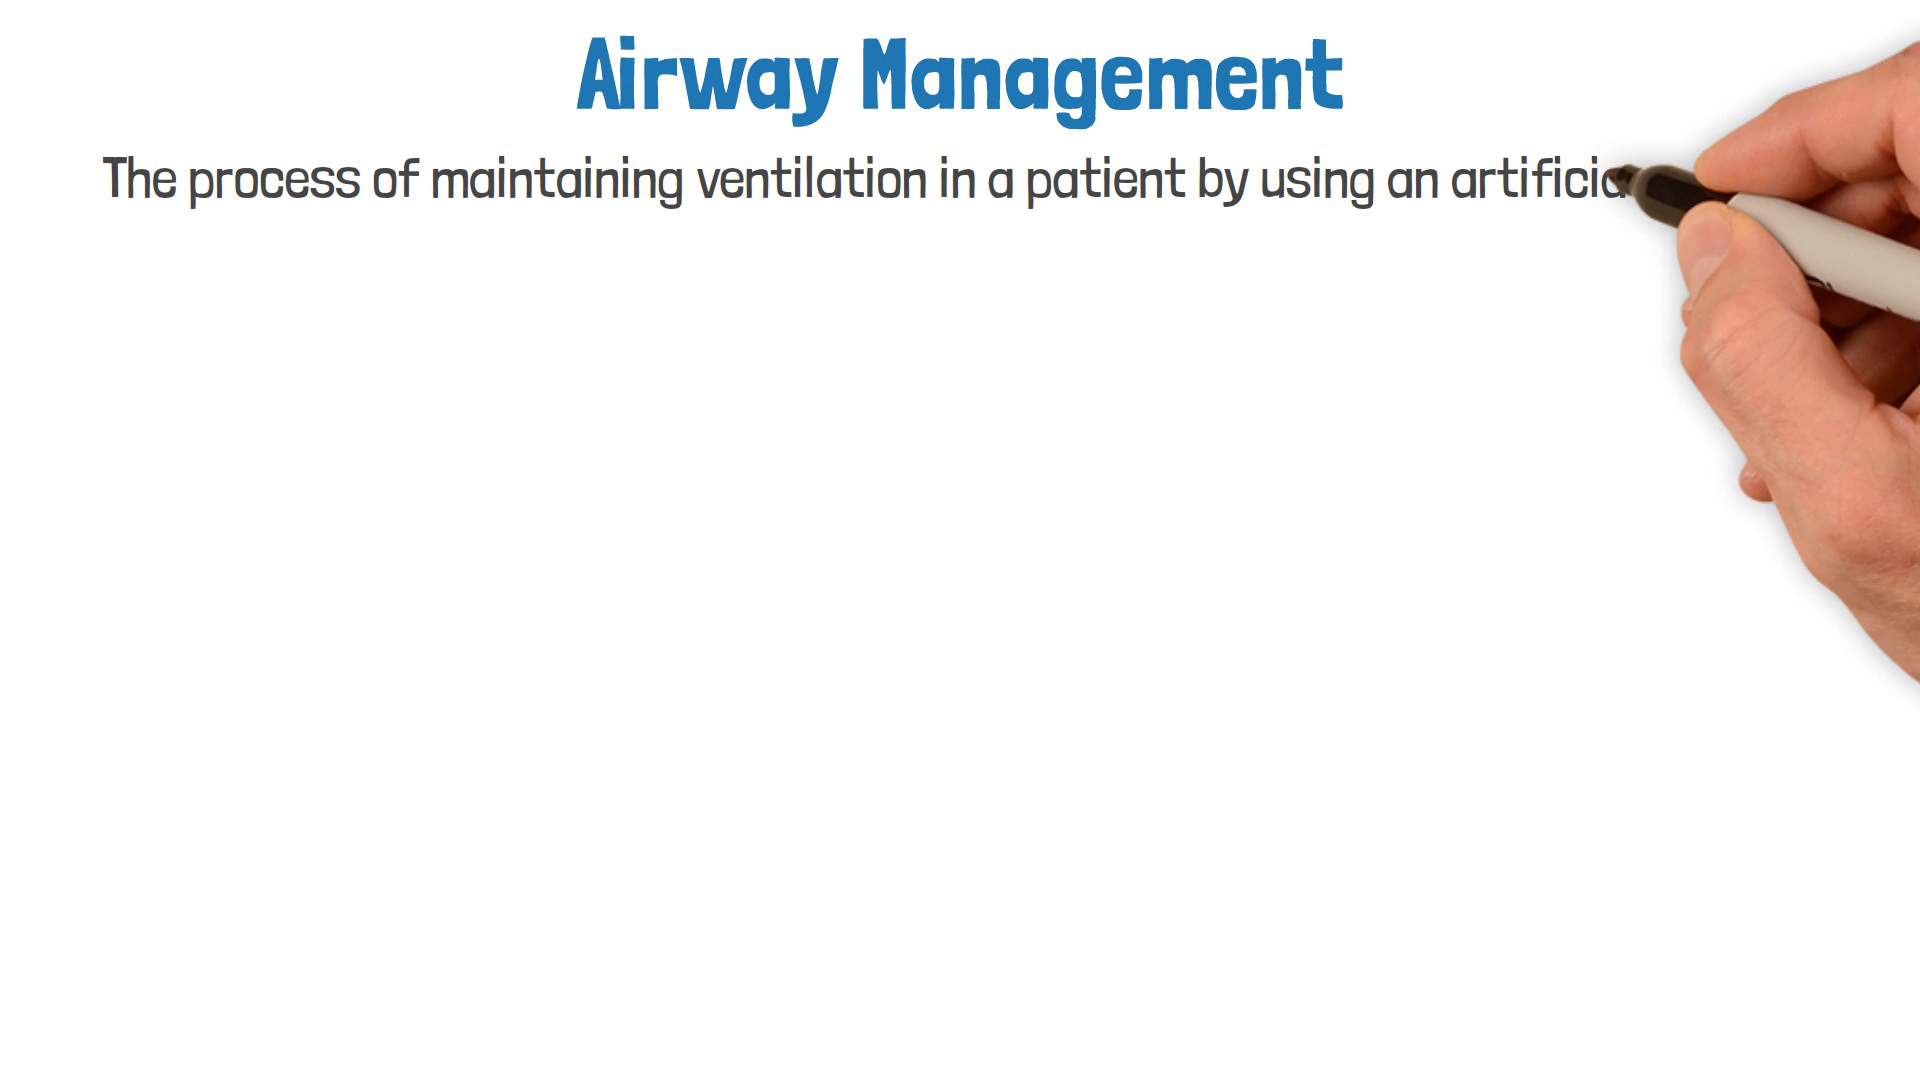 Airway Management
The process of maintaining ventilation in a patient by using an